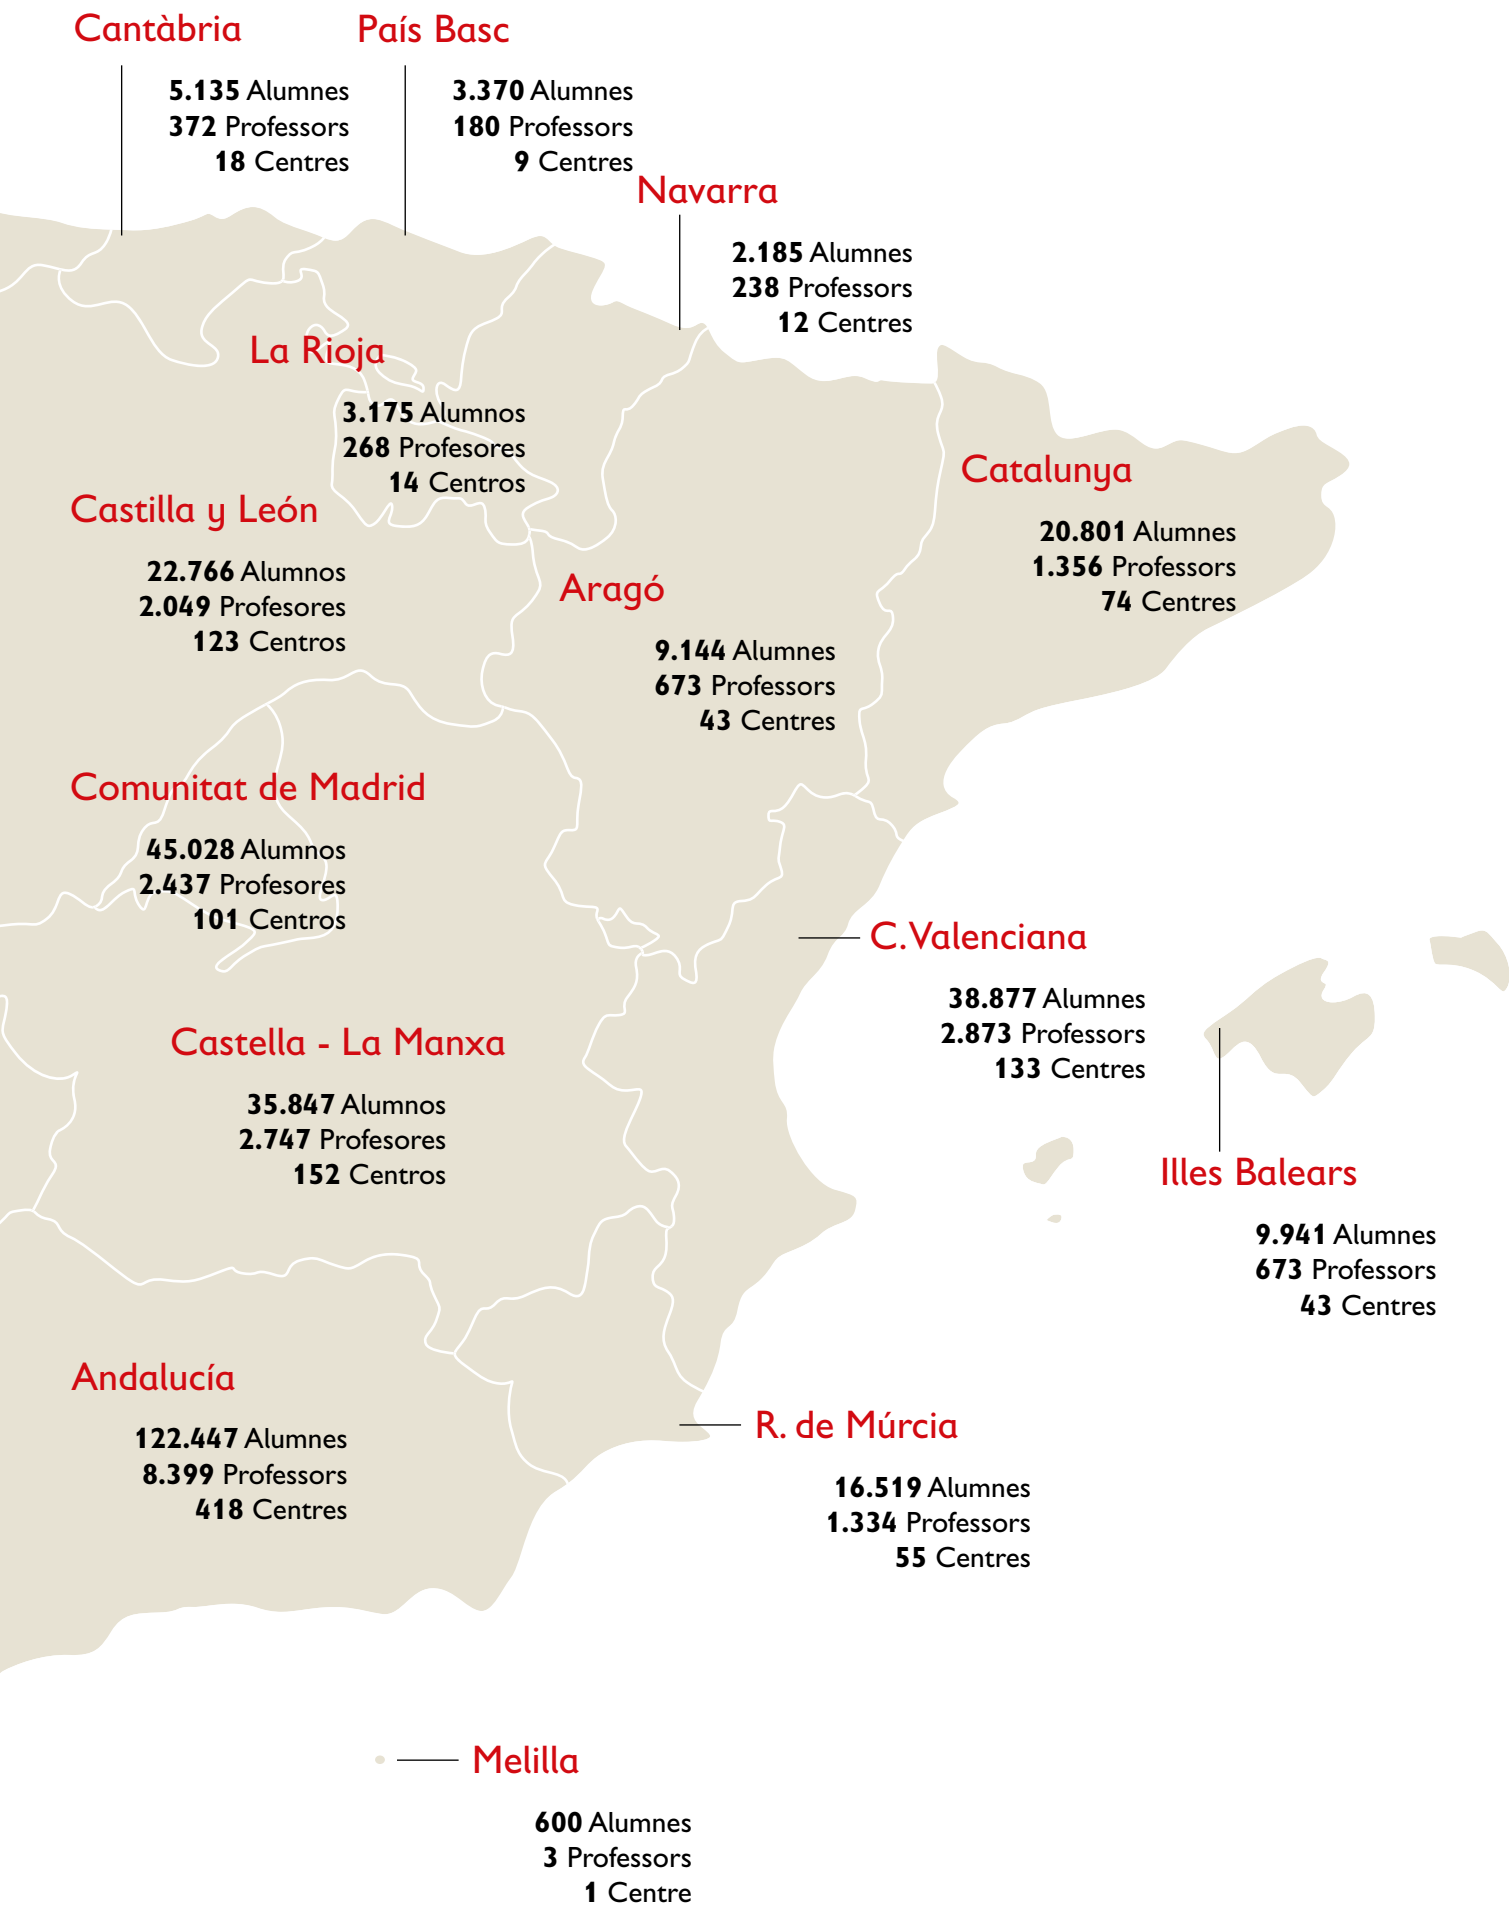 Cantàbria
5.135 Alumnes
372 Professors
18 Centres
País Basc
3.370 Alumnes
180 Professors
9 Centres
Navarra
2.185 Alumnes
238 Professors
12 Centres
La Rioja
3.175 Alumnos
268 Profesores
14 Centros
Catalunya
20.801 Alumnes
1.356 Professors
74 Centres
Castilla y León
22.766 Alumnos
2.049 Profesores
123 Centros
Aragó
9.144 Alumnes
673 Professors
43 Centres
Comunitat de Madrid
45.028 Alumnos
2.437 Profesores
101 Centros
C. Valenciana
38.877 Alumnes
2.873 Professors
133 Centres
Castella - La Manxa
35.847 Alumnos
2.747 Profesores
152 Centros
Illes Balears
9.941 Alumnes
673 Professors
43 Centres
Andalucía
122.447 Alumnes
8.399 Professors
418 Centres
R. de Múrcia
16.519 Alumnes
1.334 Professors
55 Centres
Melilla
600 Alumnes
3 Professors
1 Centre